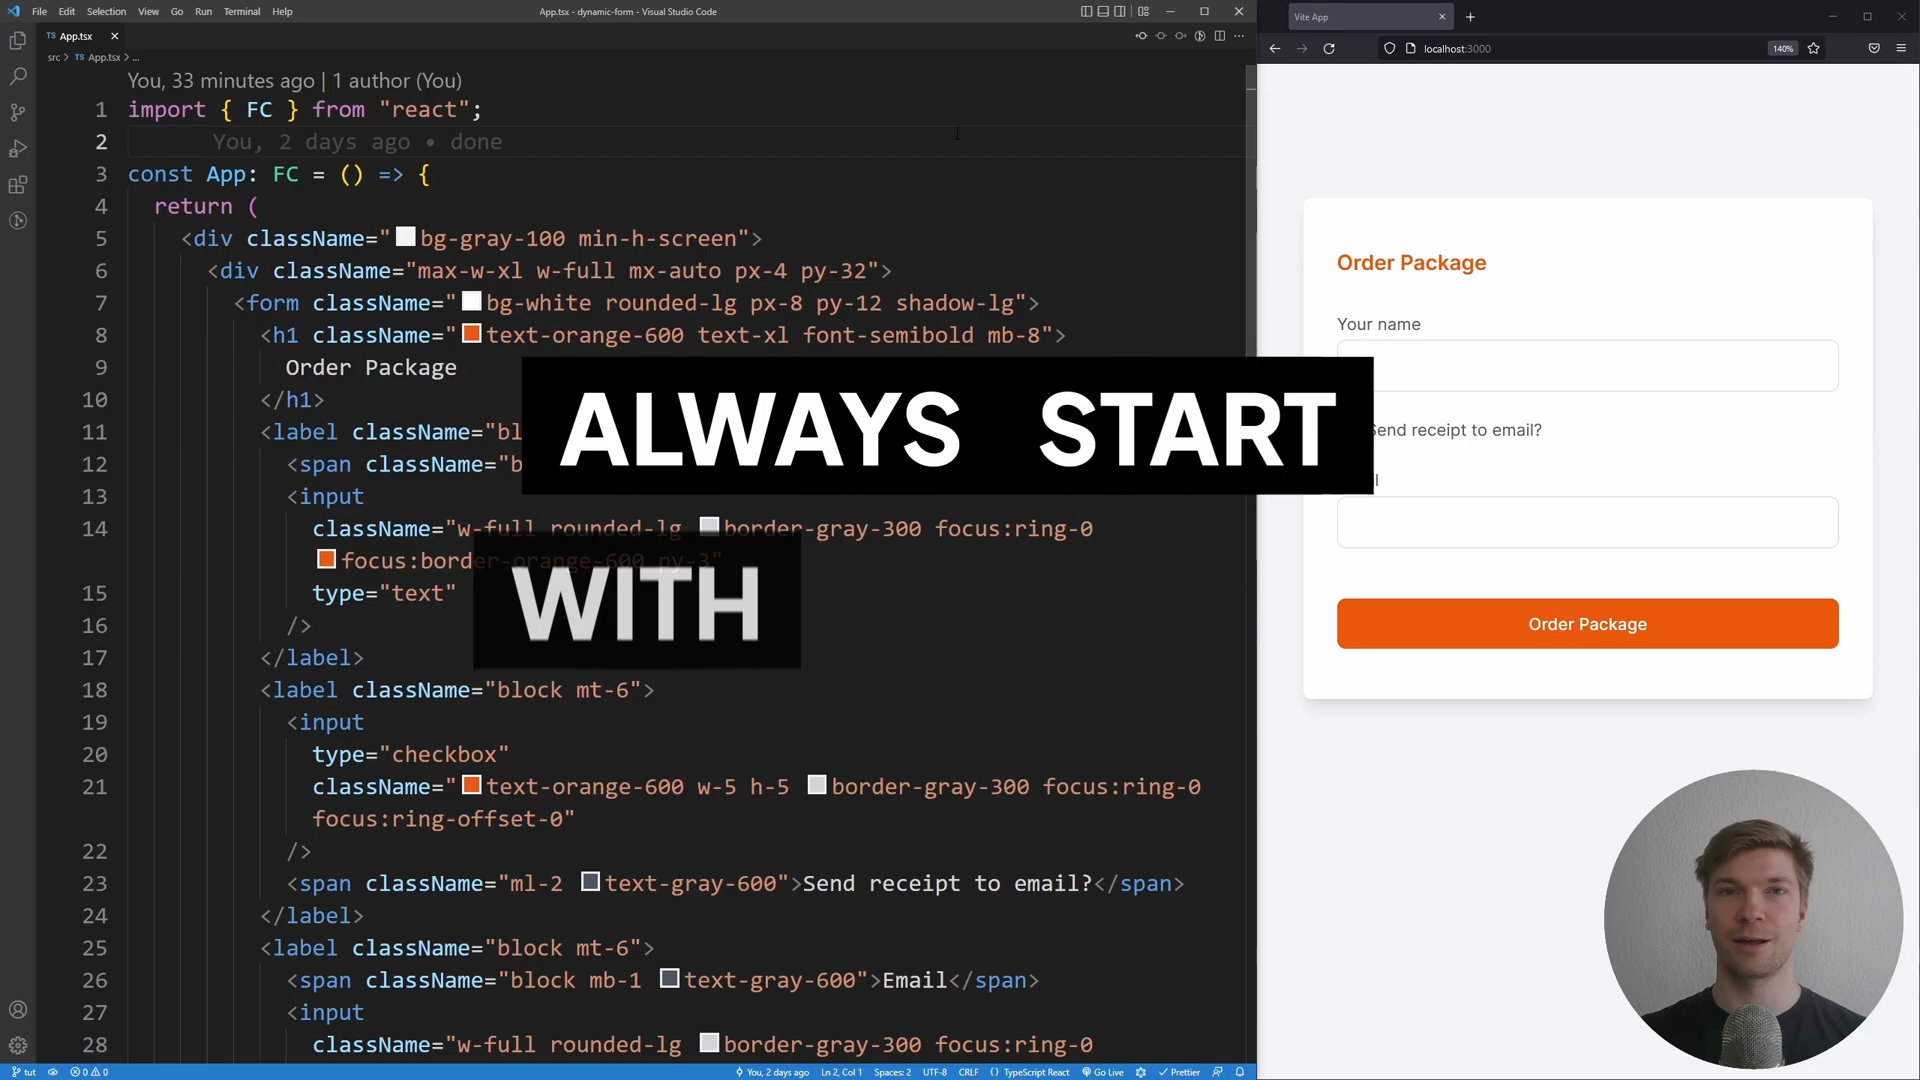 File Edit Selection View Go Run Terminal Help
App.tsx - dynamic-form - Visual Studio Code
TS App.tsx
src > TS App.tsx > ...
You, 33 minutes ago | 1 author (You)
1 import { FC } from "react";
2 You, 2 days ago • done
3 const App: FC = () => {
4 return (
5 <div className="bg-gray-100 min-h-screen">
6 <div className="max-w-xl w-full mx-auto px-4 py-32">
7 <form className="bg-white rounded-lg px-8 py-12 shadow-lg">
8 <h1 className="text-orange-600 text-xl font-semibold mb-8">
9 Order Package
10 </h1>
11 <label className="bl
12 <span className="b
13 <input
14 className="w-full rounded-lg border-gray-300 focus:ring-0
focus:border-orange-600 py-3"
15 type="text"
16 />
17 </label>
18 <label className="block mt-6">
19 <input
20 type="checkbox"
21 className="text-orange-600 w-5 h-5 border-gray-300 focus:ring-0
focus:ring-offset-0"
22 />
23 <span className="ml-2 text-gray-600">Send receipt to email?</span>
24 </label>
25 <label className="block mt-6">
26 <span className="block mb-1 text-gray-600">Email</span>
27 <input
28 className="w-full rounded-lg border-gray-300 focus:ring-0
ALWAYS START
WITH
tut 0 0 You, 2 days ago Ln 2, Col 1 Spaces: 2 UTF-8 CRLF {} TypeScript React Go Live Prettier
Vite App
localhost:3000 140%
Order Package
Your name
Send receipt to email?
Order Package